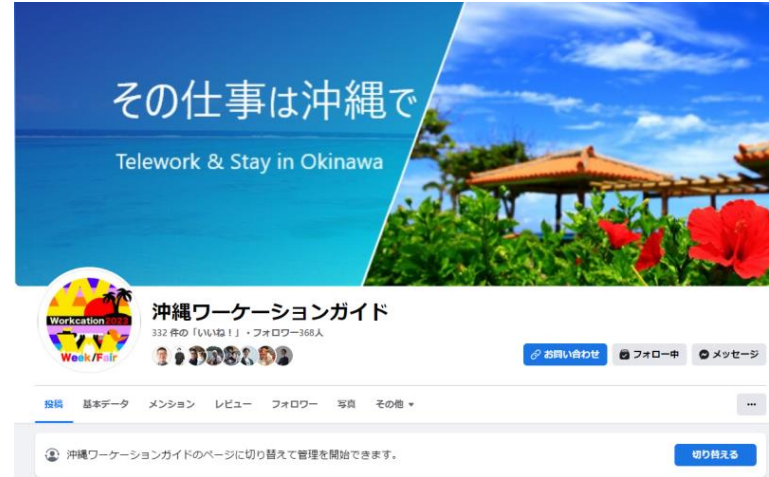 その仕事は沖縄で
Telework & Stay in Okinawa
Workcation2023
Week/Fair
沖縄ワーケーションガイド
332 件の「いいね！」・フォロワー368人
お問い合わせ
フォロー中
メッセージ
投稿 基本データ メンション レビュー フォロワー 写真 その他
沖縄ワーケーションガイドのページに切り替えて管理を開始できます。
切り替える